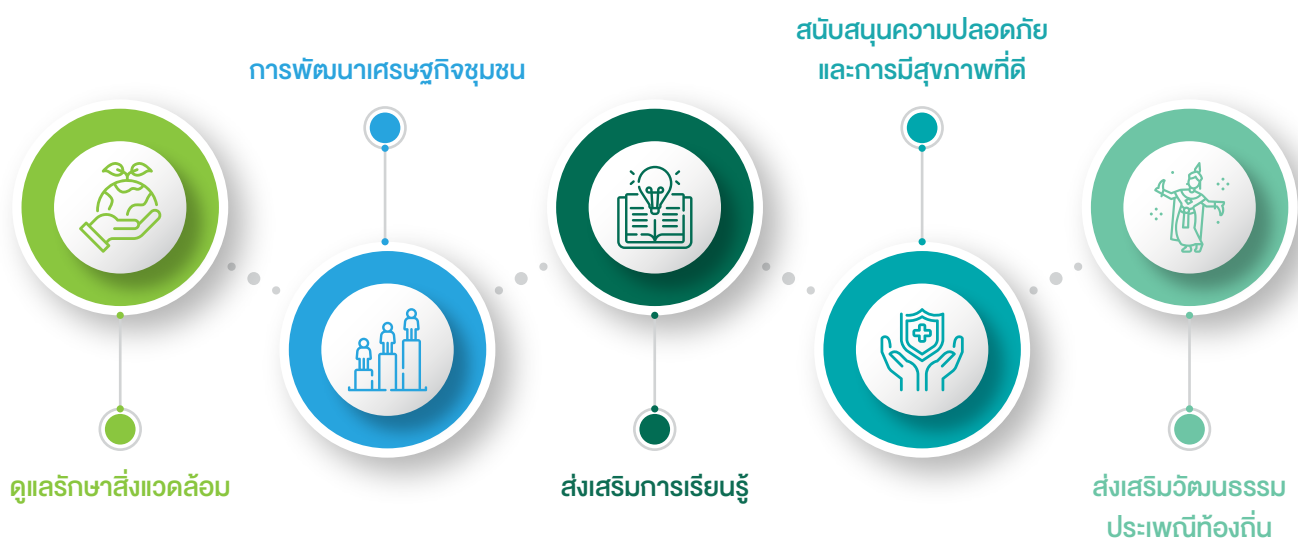 ดูแลรักษาสิ่งแวดล้อม
การพัฒนาเศรษฐกิจชุมชน
ส่งเสริมการเรียนรู้
สนับสนุนความปลอดภัย
และการมีสุขภาพที่ดี
ส่งเสริมวัฒนธรรม
ประเพณีท้องถิ่น